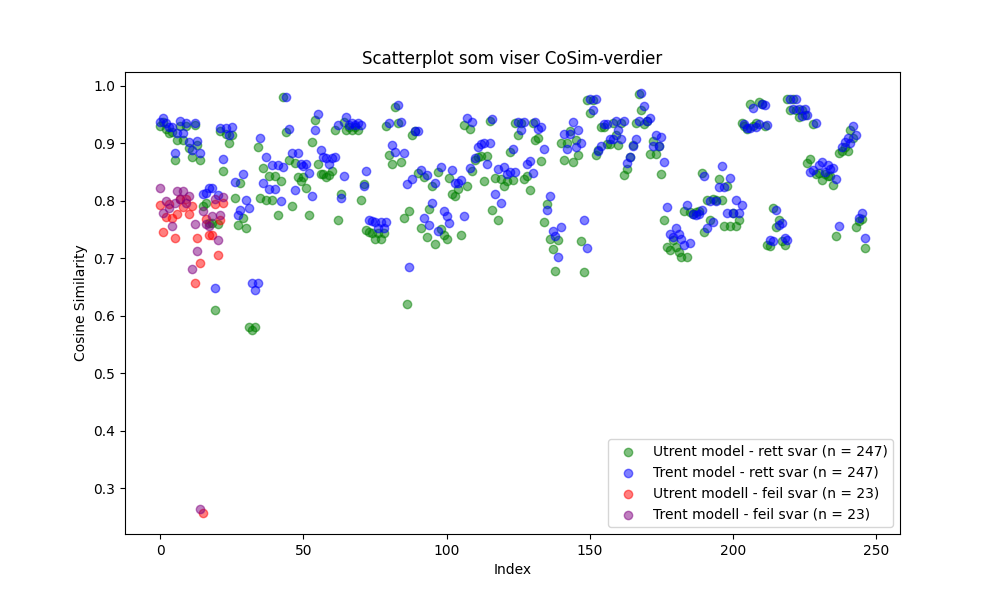 Scatterplot som viser CoSim-verdier
Cosine Similarity
1.0
0.9
0.8
0.7
0.6
0.5
0.4
0.3
0
50
100
150
200
250
Index
Utrent model - rett svar (n = 247)
Trent model - rett svar (n = 247)
Utrent modell - feil svar (n = 23)
Trent modell - feil svar (n = 23)